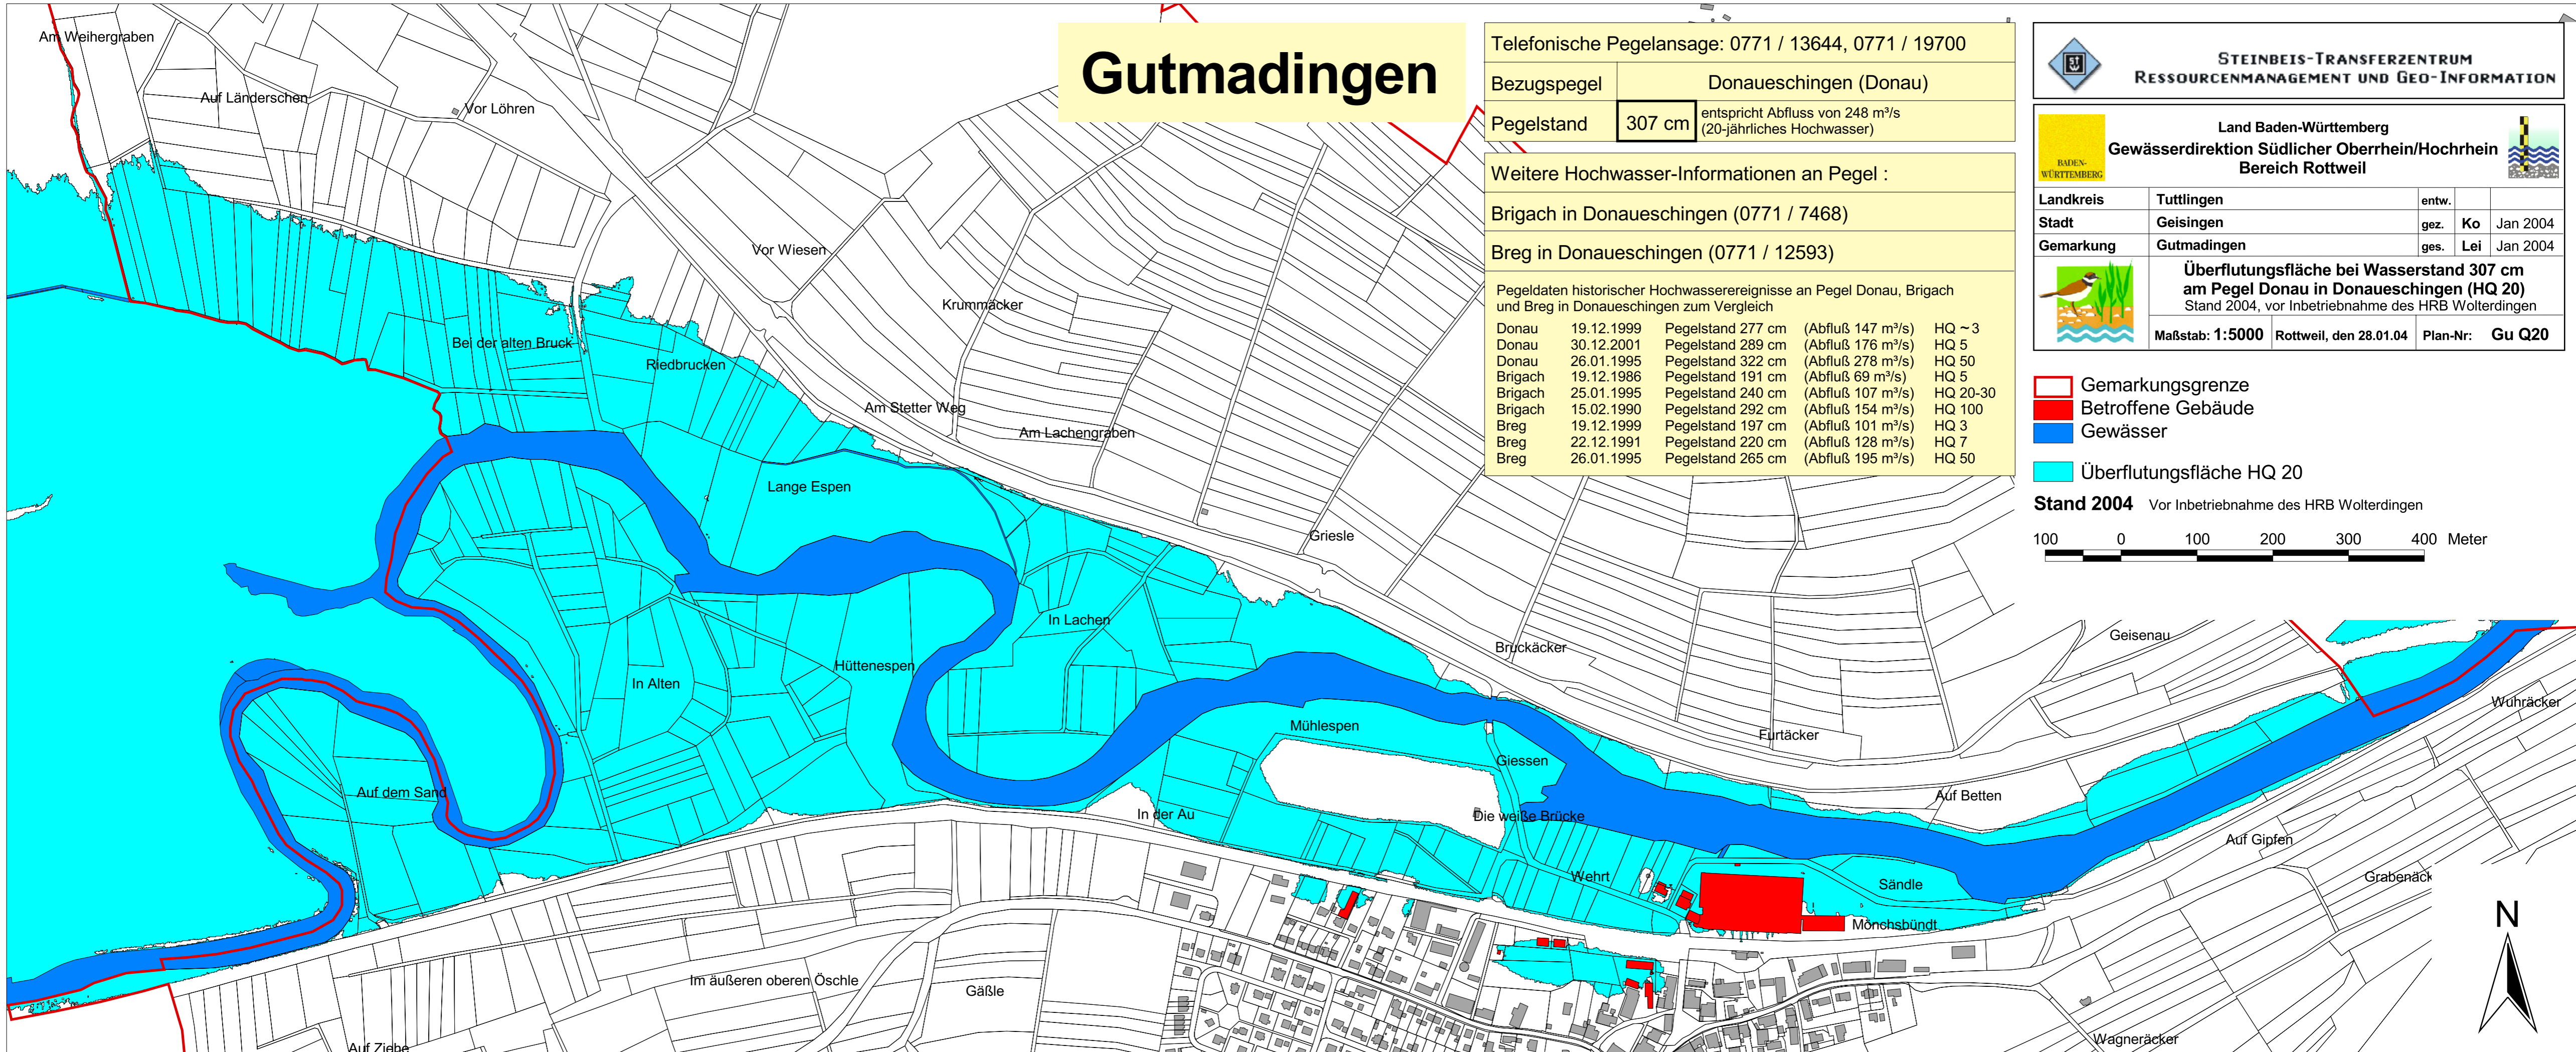 Gutmadingen
Telefonische Pegelansage: 0771 / 13644, 0771 / 19700
Bezugspegel Donaueschingen (Donau)
Pegelstand 307 cm entspricht Abfluss von 248 m³/s
(20-jährliches Hochwasser)
Weitere Hochwasser-Informationen an Pegel :
Brigach in Donaueschingen (0771 / 7468)
Breg in Donaueschingen (0771 / 12593)
Pegeldaten historischer Hochwasserereignisse an Pegel Donau, Brigach
und Breg in Donaueschingen zum Vergleich
Donau 19.12.1999 Pegelstand 277 cm (Abfluß 147 m³/s) HQ ~3
Donau 30.12.2001 Pegelstand 289 cm (Abfluß 176 m³/s) HQ 5
Donau 26.01.1995 Pegelstand 322 cm (Abfluß 278 m³/s) HQ 50
Brigach 19.12.1986 Pegelstand 191 cm (Abfluß 69 m³/s) HQ 5
Brigach 25.01.1995 Pegelstand 240 cm (Abfluß 107 m³/s) HQ 20-30
Brigach 15.02.1990 Pegelstand 292 cm (Abfluß 154 m³/s) HQ 100
Breg 19.12.1999 Pegelstand 197 cm (Abfluß 101 m³/s) HQ 3
Breg 22.12.1991 Pegelstand 220 cm (Abfluß 128 m³/s) HQ 7
Breg 26.01.1995 Pegelstand 265 cm (Abfluß 195 m³/s) HQ 50
STEINBEIS-TRANSFERZENTRUM
RESSOURCENMANAGEMENT UND GEO-INFORMATION
BADEN-
WÜRTTEMBERG
Land Baden-Württemberg
Gewässerdirektion Südlicher Oberrhein/Hochrhein
Bereich Rottweil
Landkreis Tuttlingen entw.
Stadt Geisingen gez. Ko Jan 2004
Gemarkung Gutmadingen ges. Lei Jan 2004
Überflutungsfläche bei Wasserstand 307 cm
am Pegel Donau in Donaueschingen (HQ 20)
Stand 2004, vor Inbetriebnahme des HRB Wolterdingen
Maßstab: 1:5000 Rottweil, den 28.01.04 Plan-Nr: Gu Q20
Gemarkungsgrenze
Betroffene Gebäude
Gewässer
Überflutungsfläche HQ 20
Stand 2004 Vor Inbetriebnahme des HRB Wolterdingen
100 0 100 200 300 400 Meter
Am Weihergraben
Auf Länderschen
Vor Löhren
Vor Wiesen
Krummäcker
Bei der alten Bruck
Riedbrucken
Am Stetter Weg
Am Lachengraben
Lange Espen
Griesle
In Lachen
Bruckäcker
Geisenau
Hüttenespen
In Alten
Wuhräcker
Mühlespen
Furtäcker
Giessen
Auf dem Sand
Auf Betten
In der Au
Die weiße Brücke
Auf Gipfen
Wehrt
Sändle
Grabenäck
Mönchsbündt
Im äußeren oberen Öschle
Gäßle
Wagneräcker
Auf Ziebe
N